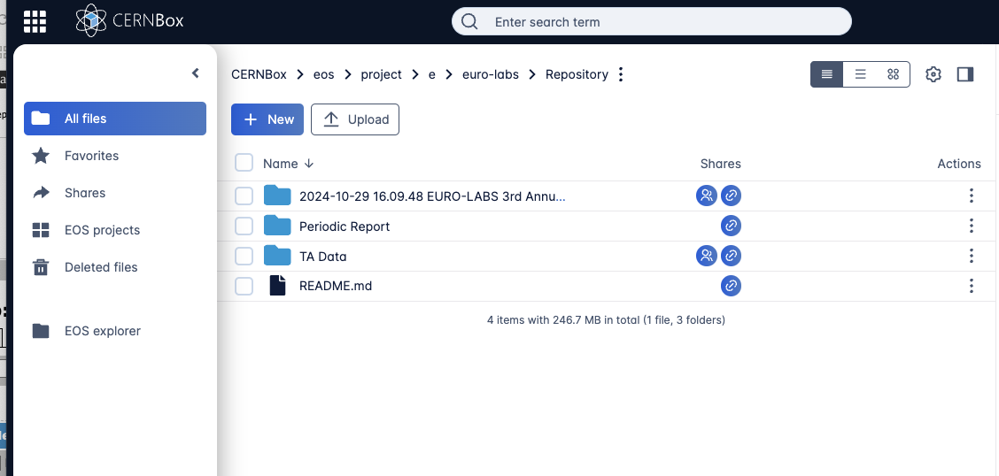 CERNBox
Enter search term
CERNBox > eos > project > e > euro-labs > Repository
All files
Favorites
Shares
EOS projects
Deleted files
EOS explorer
+ New
Upload
Name
Shares
Actions
2024-10-29 16.09.48 EURO-LABS 3rd Annu...
Periodic Report
TA Data
README.md
4 items with 246.7 MB in total (1 file, 3 folders)